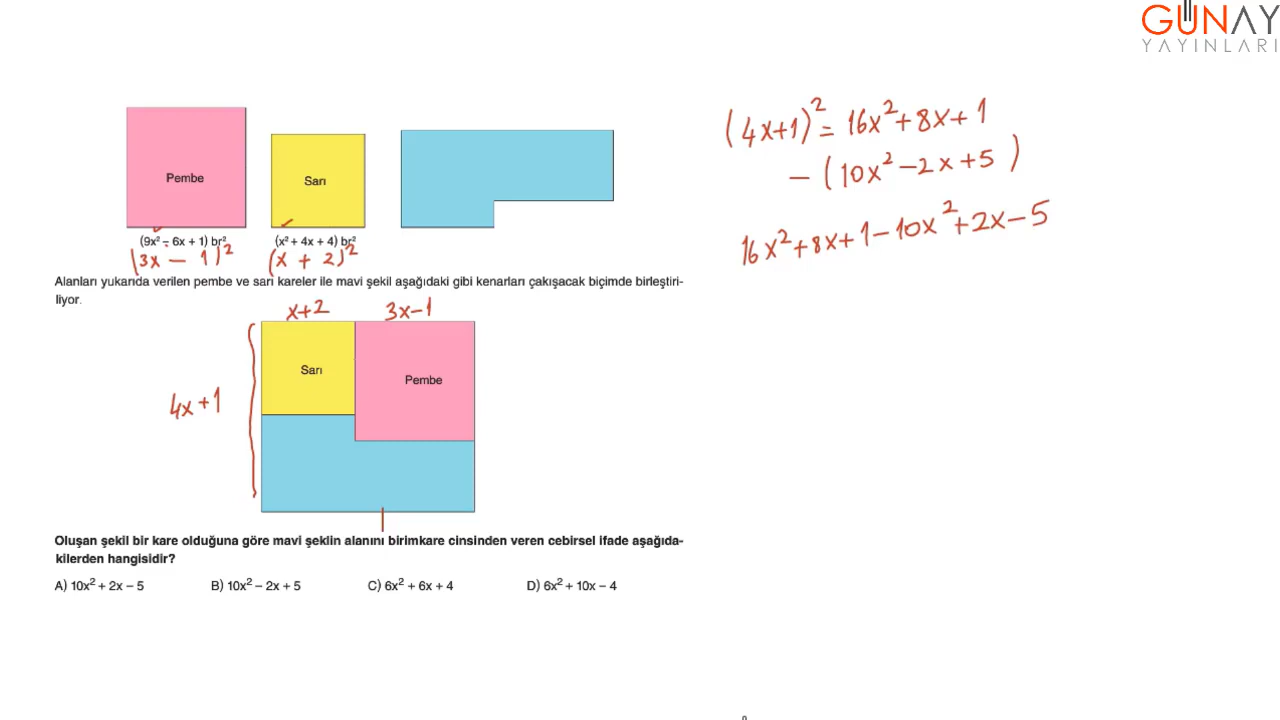 GÜNAY
YAYINLARI
Pembe
Sarı
(9x² – 6x + 1) br²
(x² + 4x + 4) br²
(3x – 1)²
(x + 2)²
Alanları yukarıda verilen pembe ve sarı kareler ile mavi şekil aşağıdaki gibi kenarları çakışacak biçimde birleştiri-
liyor.
x+2
3x–1
Sarı
Pembe
4x+1
Oluşan şekil bir kare olduğuna göre mavi şeklin alanını birimkare cinsinden veren cebirsel ifade aşağıda-
kilerden hangisidir?
A) 10x² + 2x – 5
B) 10x² – 2x + 5
C) 6x² + 6x + 4
D) 6x² + 10x – 4
(4x+1)² = 16x²+8x+1
– (10x² –2x+5)
16x²+8x+1–10x²+2x–5